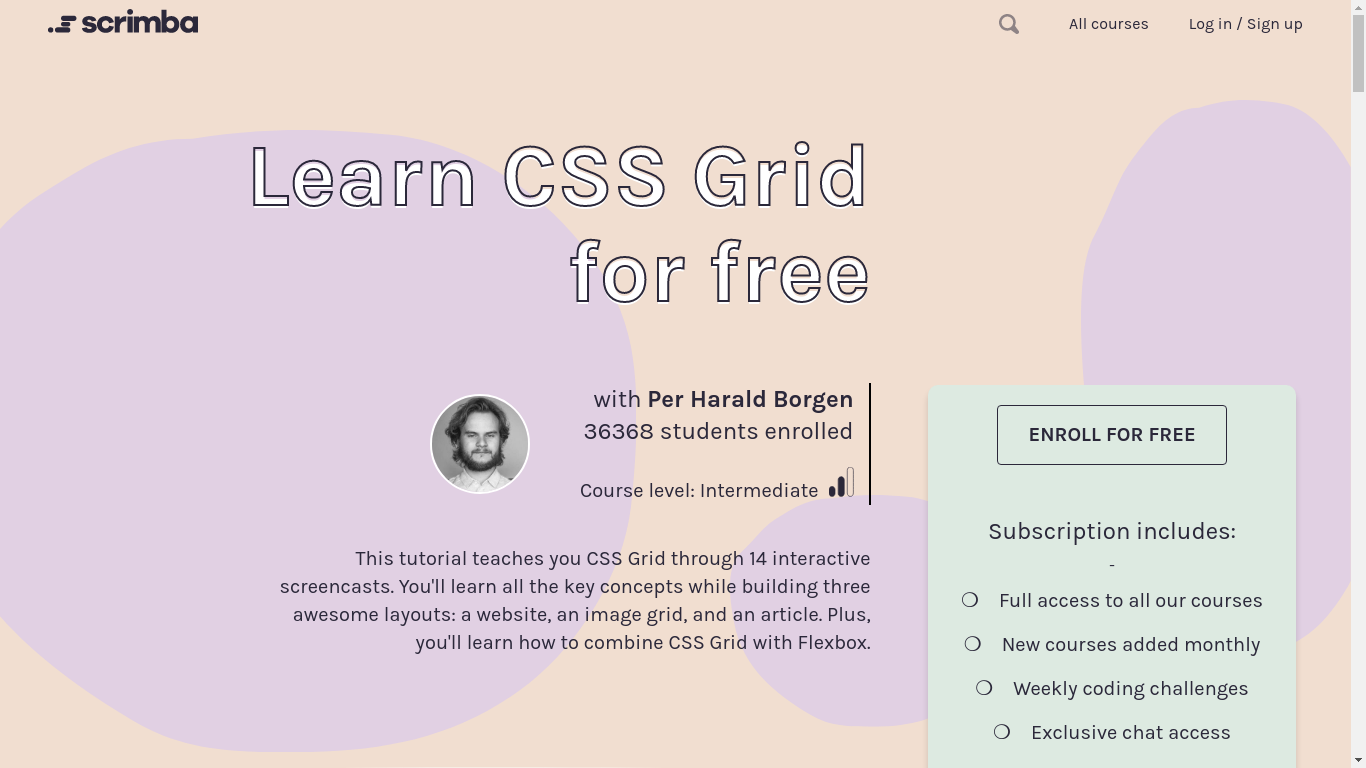 scrimba
All courses
Log in / Sign up
Learn CSS Grid
for free
with Per Harald Borgen
36368 students enrolled
Course level: Intermediate
This tutorial teaches you CSS Grid through 14 interactive
screencasts. You'll learn all the key concepts while building three
awesome layouts: a website, an image grid, and an article. Plus,
you'll learn how to combine CSS Grid with Flexbox.
ENROLL FOR FREE
Subscription includes:
-
❍ Full access to all our courses
❍ New courses added monthly
❍ Weekly coding challenges
❍ Exclusive chat access